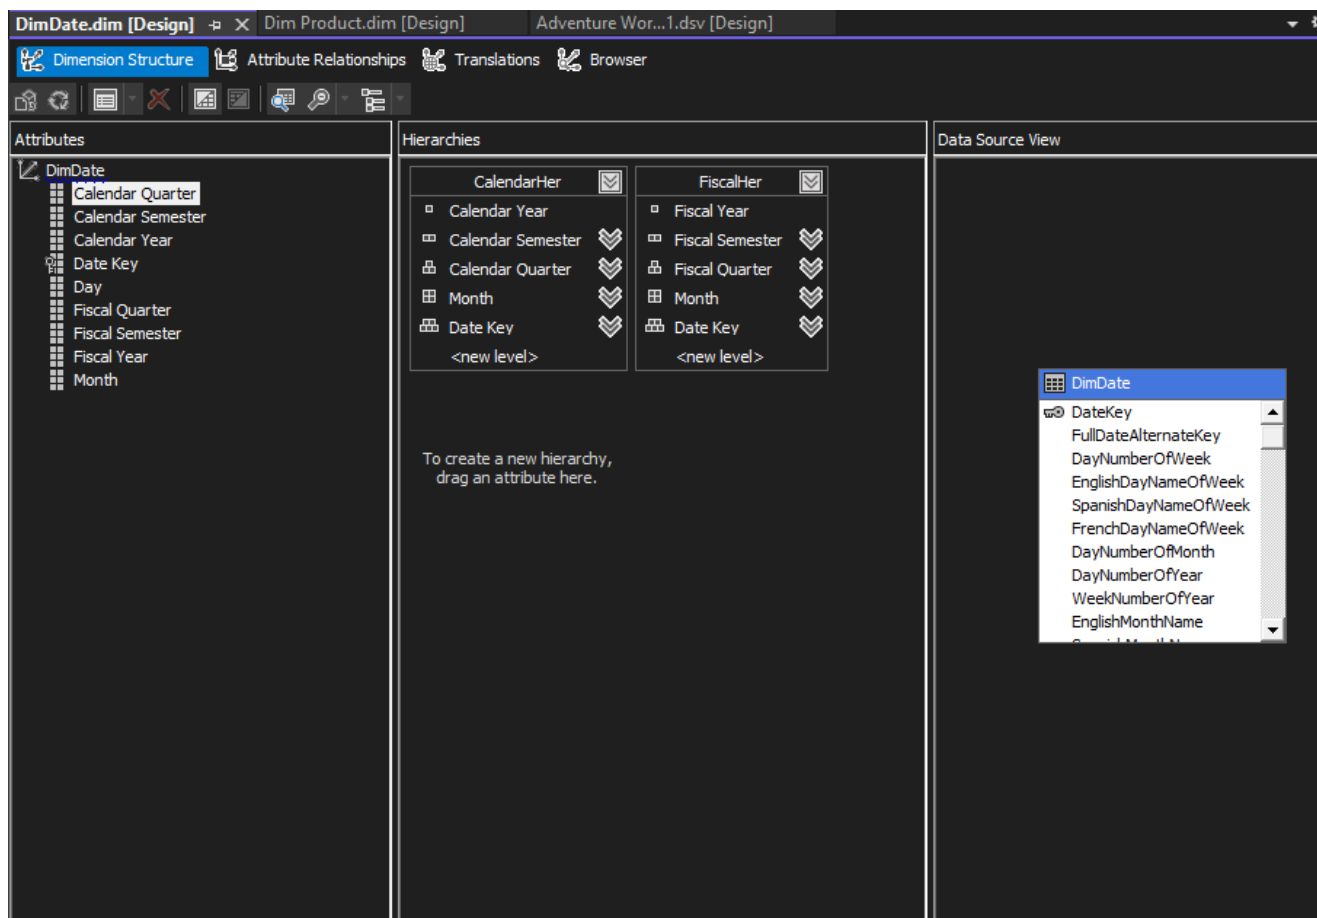 DimDate.dim [Design]
Dim Product.dim [Design]
Adventure Wor...1.dsv [Design]
Dimension Structure
Attribute Relationships
Translations
Browser
Attributes
DimDate
Calendar Quarter
Calendar Semester
Calendar Year
Date Key
Day
Fiscal Quarter
Fiscal Semester
Fiscal Year
Month
Hierarchies
CalendarHer
Calendar Year
Calendar Semester
Calendar Quarter
Month
Date Key
<new level>
FiscalHer
Fiscal Year
Fiscal Semester
Fiscal Quarter
Month
Date Key
<new level>
To create a new hierarchy,
drag an attribute here.
Data Source View
DimDate
DateKey
FullDateAlternateKey
DayNumberOfWeek
EnglishDayNameOfWeek
SpanishDayNameOfWeek
FrenchDayNameOfWeek
DayNumberOfMonth
DayNumberOfYear
WeekNumberOfYear
EnglishMonthName